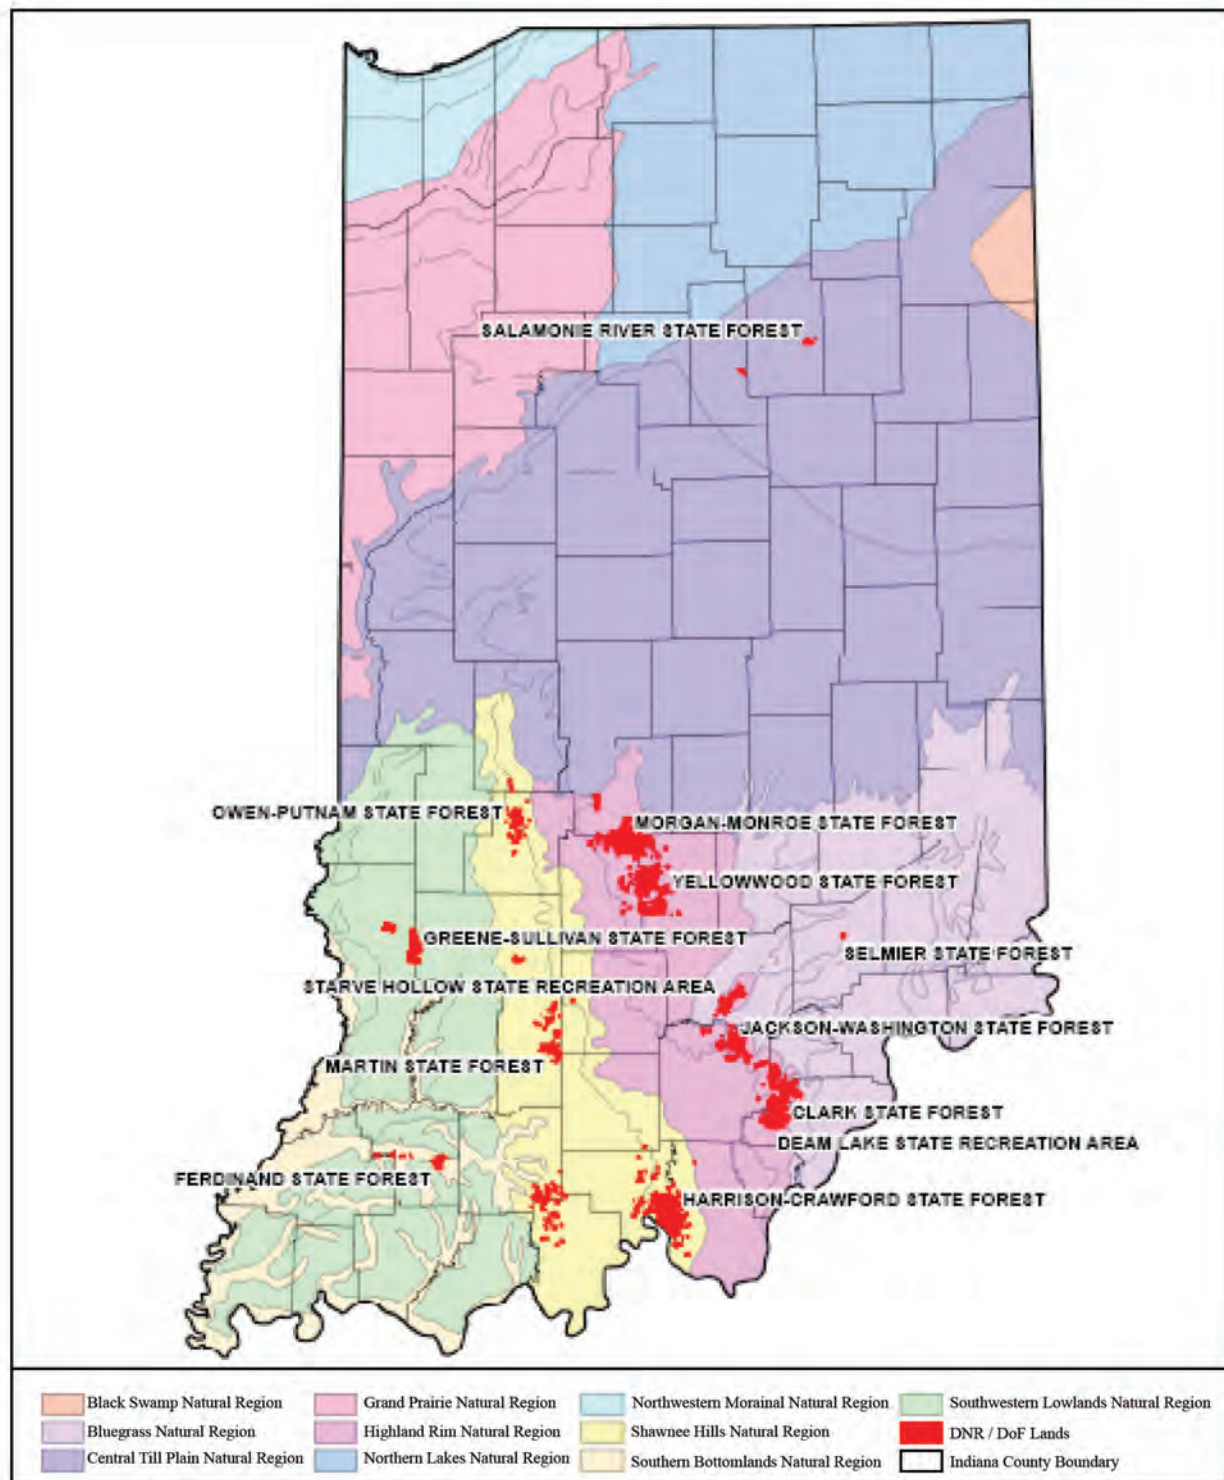 SALAMONIE RIVER STATE FOREST
OWEN-PUTNAM STATE FOREST
MORGAN-MONROE STATE FOREST
YELLOWWOOD STATE FOREST
GREENE-SULLIVAN STATE FOREST
SELMIER STATE FOREST
STARVE HOLLOW STATE RECREATION AREA
JACKSON-WASHINGTON STATE FOREST
MARTIN STATE FOREST
CLARK STATE FOREST
DEAM LAKE STATE RECREATION AREA
FERDINAND STATE FOREST
HARRISON-CRAWFORD STATE FOREST
Black Swamp Natural Region
Grand Prairie Natural Region
Northwestern Morainal Natural Region
Southwestern Lowlands Natural Region
Bluegrass Natural Region
Highland Rim Natural Region
Shawnee Hills Natural Region
DNR / DoF Lands
Central Till Plain Natural Region
Northern Lakes Natural Region
Southern Bottomlands Natural Region
Indiana County Boundary